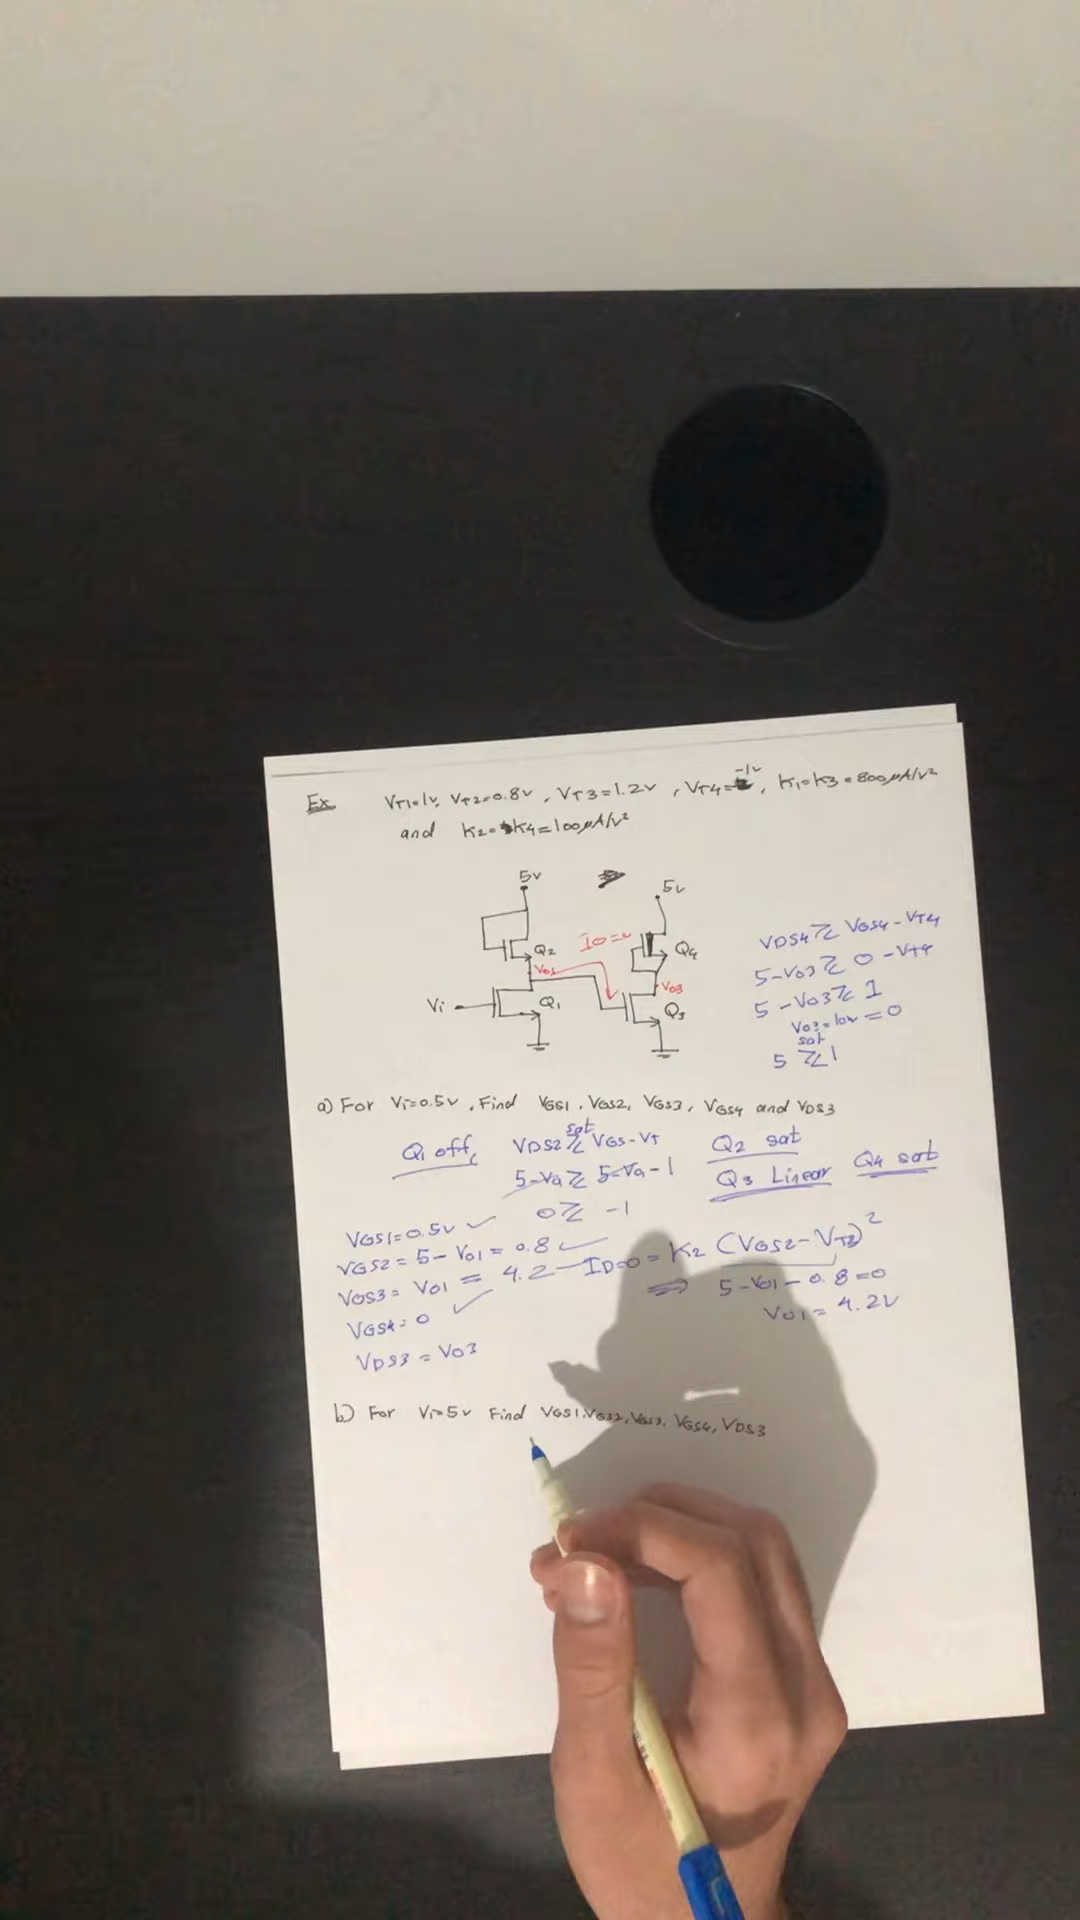 Ex VT1=1v, VT2=0.8v, VT3=1.2v, VT4=-1v, K1=K3=800μA/v²
and K2=K4=100μA/v²
5v
5v
Q2
ID=0
Q4
Vo1
Vo3
Vi
Q1
Q3
VDS4 ≥ VGS4-VT4
5-Vo3 ≥ 0-VT4
5-Vo3 ≥ 1
Vo3=low=0
sat
5 ≥ 1
a) For Vi=0.5v, Find VGS1, VGS2, VGS3, VGS4 and VDS3
Q1 off,
sat
VDS2 ≥ VGS-VT
5-Va ≥ 5-Va-1
0 ≥ -1
Q2 sat
Q3 Linear
Q4 sat
VGS1=0.5v ✓
VGS2=5-Vo1=0.8 ✓
VGS3=Vo1=4.2
VGS4=0 ✓
VDS3=Vo3
ID=0=K2 (VGS2-VT2)²
⇒ 5-Vo1-0.8=0
Vo1=4.2V
b) For Vi=5v Find VGS1, VGS2, VGS3, VGS4, VDS3